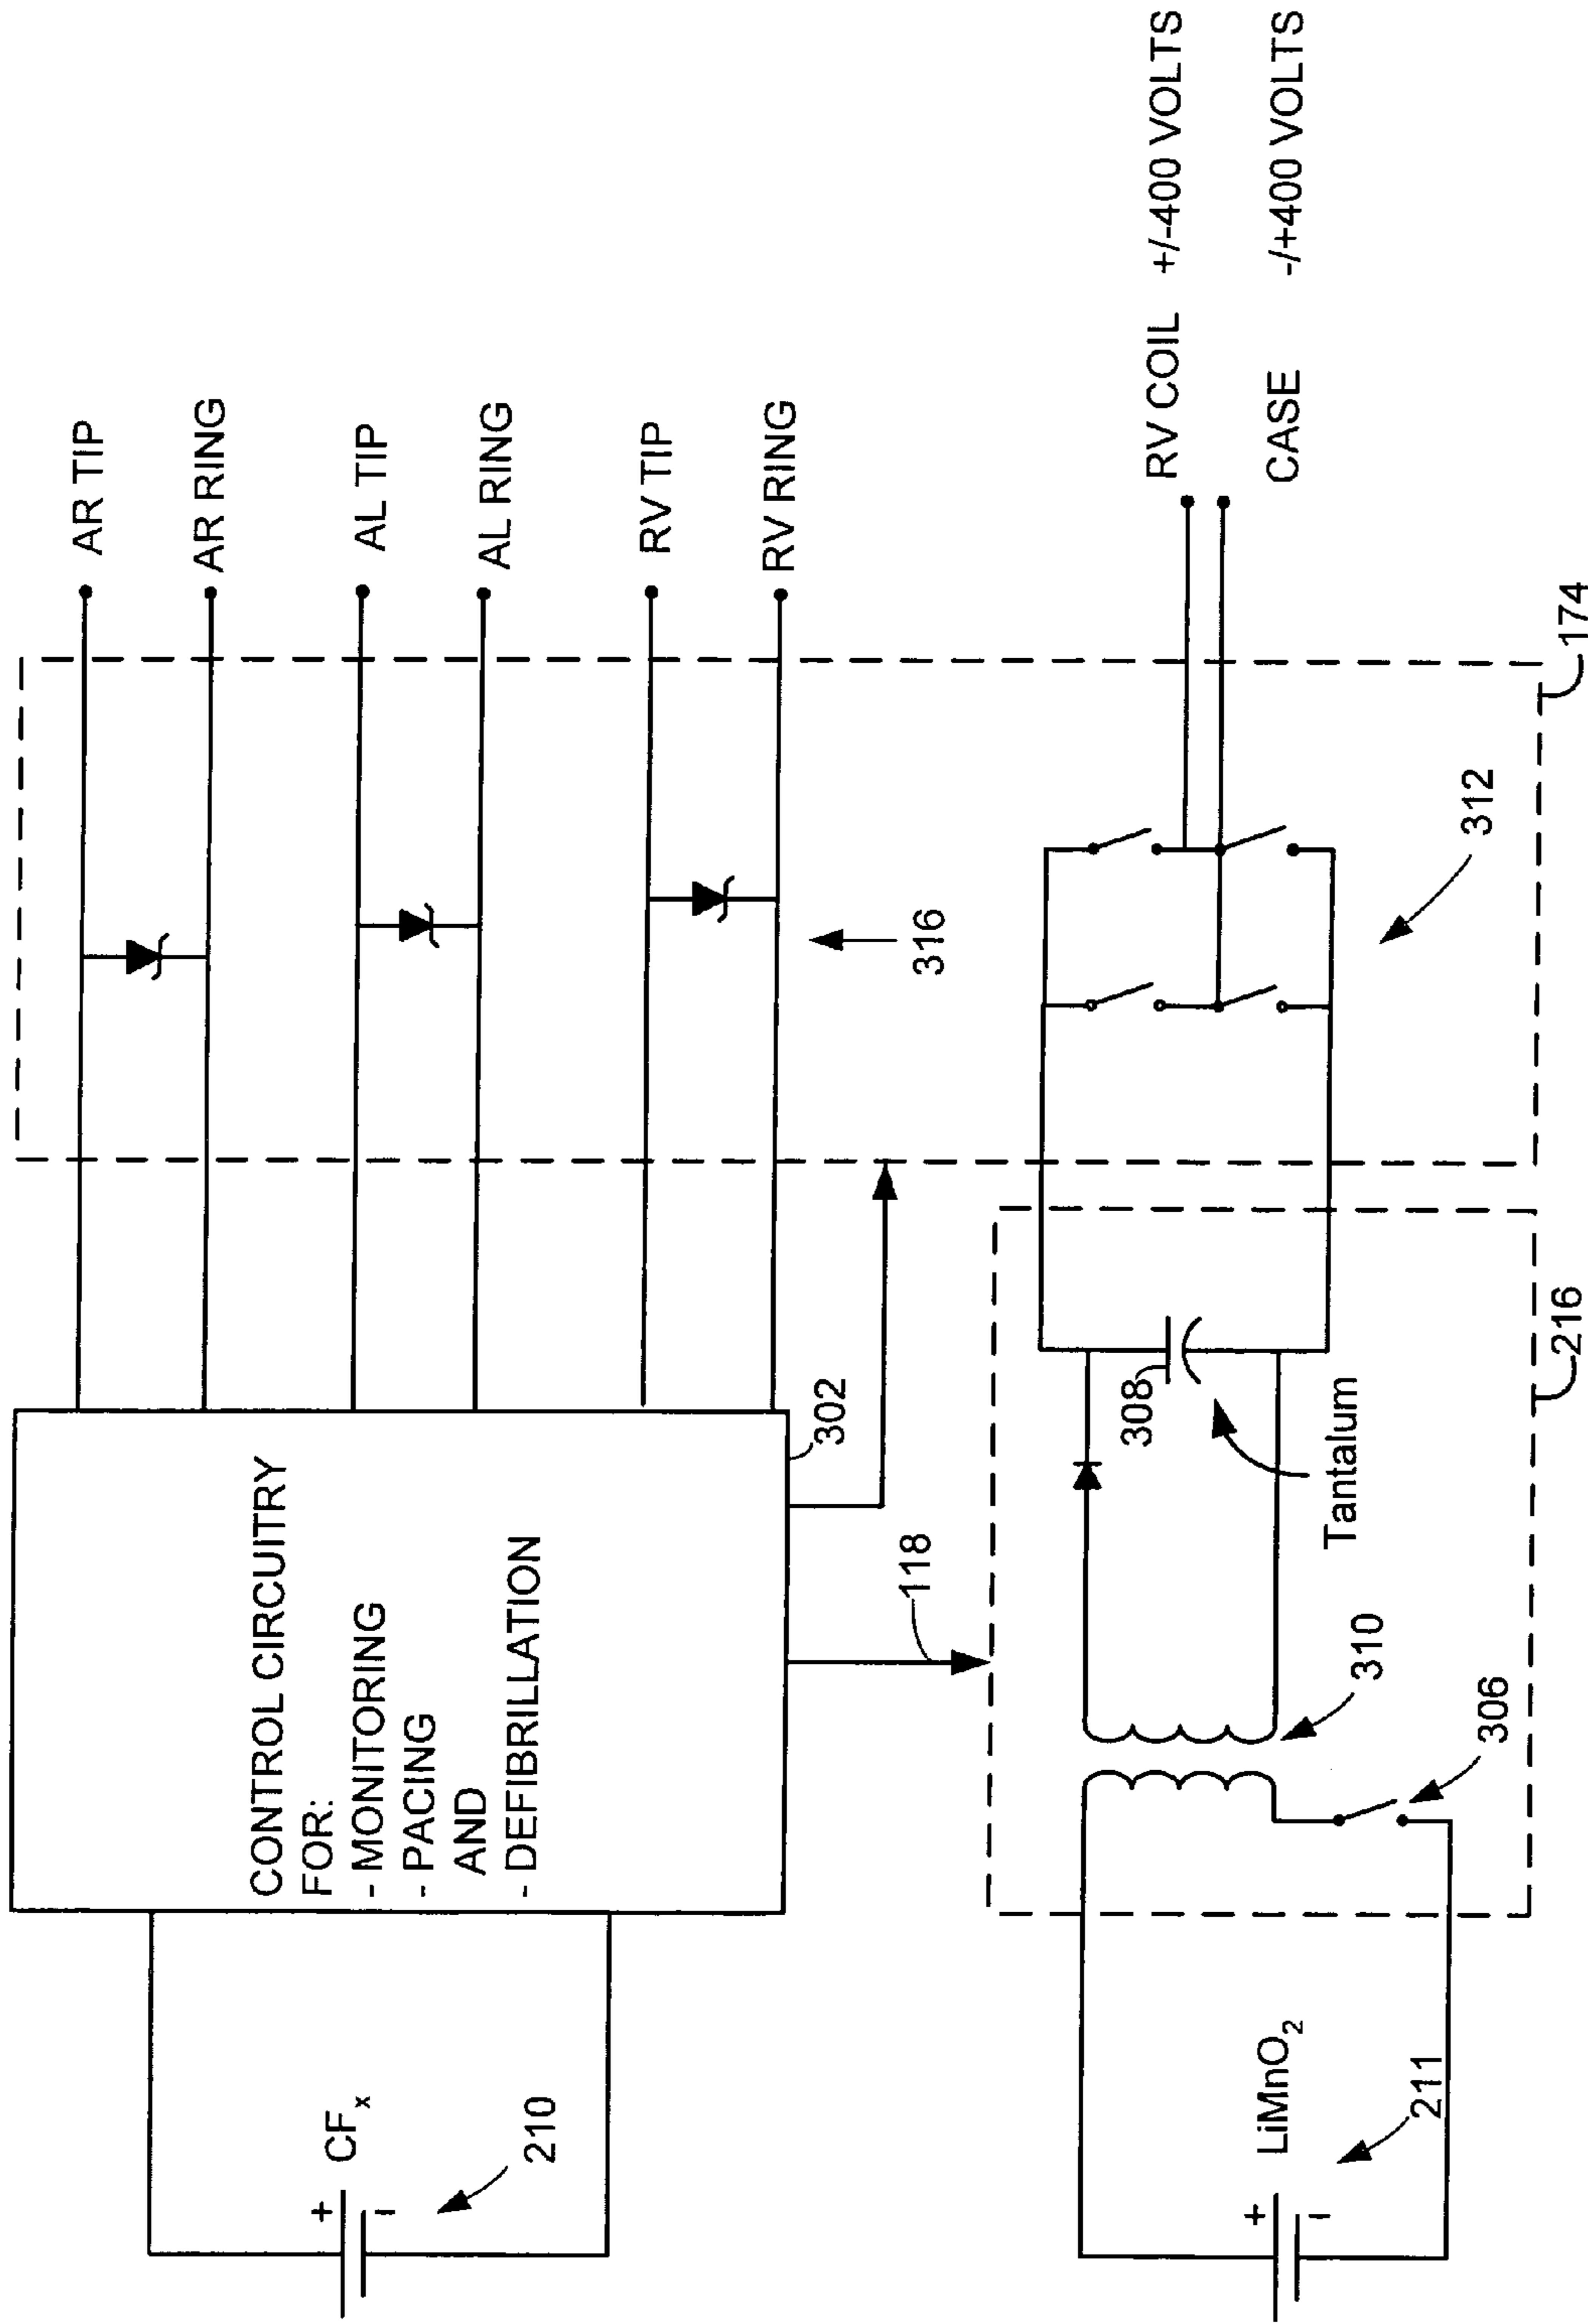 CONTROL CIRCUITRY
FOR:
- MONITORING
- PACING
AND
- DEFIBRILLATION
+
CFx
-
210
302
118
AR TIP
AR RING
AL TIP
AL RING
RV TIP
RV RING
316
+
LiMnO2
-
211
306
310
308
Tantalum
216
312
174
RV COIL +/-400 VOLTS
CASE -/+400 VOLTS